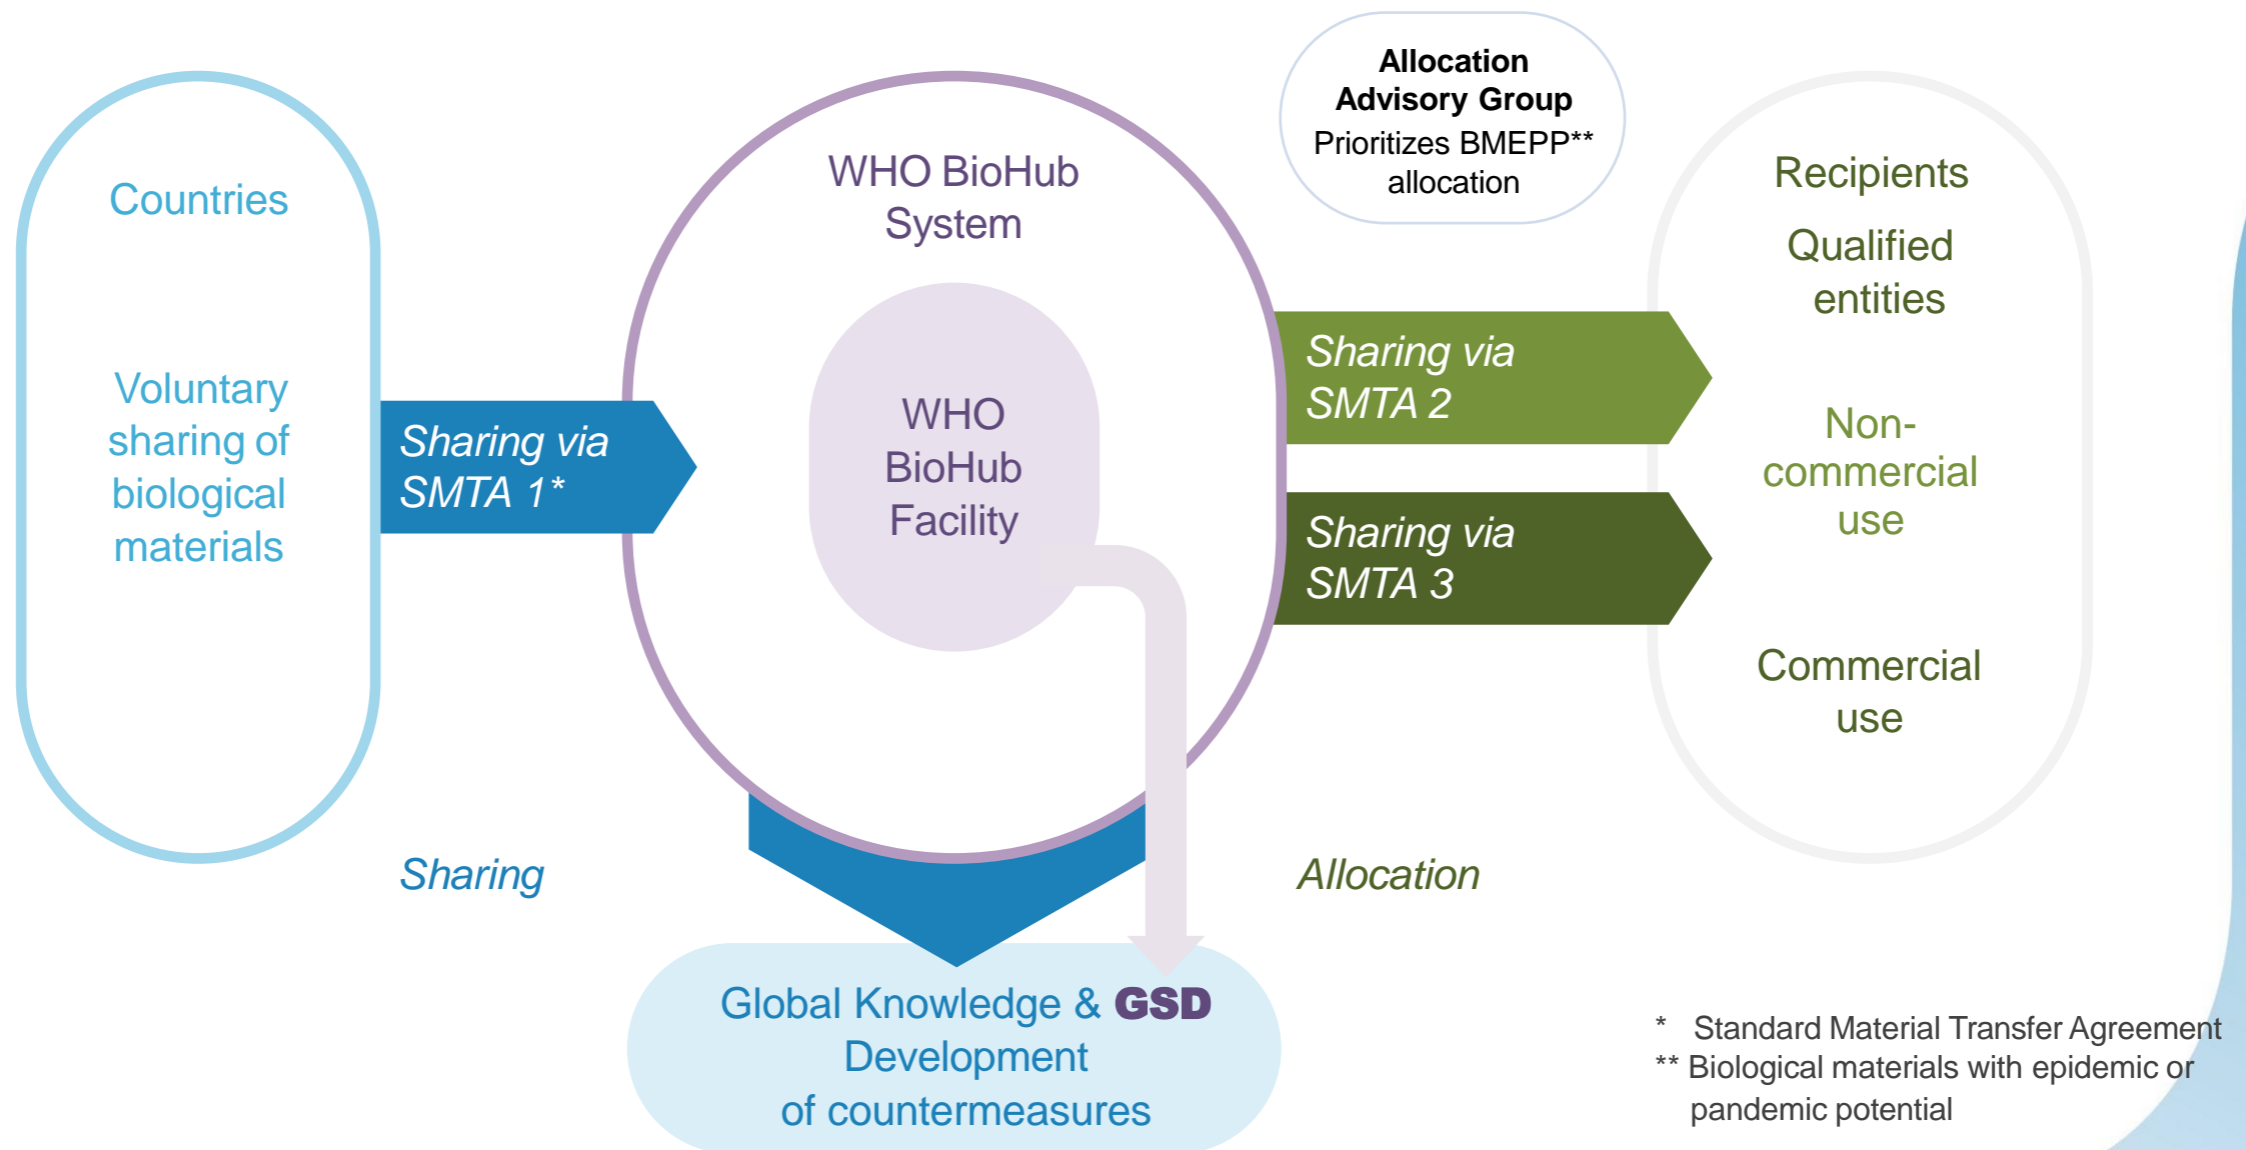 Countries
Voluntary
sharing of
biological
materials
Sharing via
SMTA 1*
Sharing
WHO BioHub
System
WHO
BioHub
Facility
Allocation
Advisory Group
Prioritizes BMEPP**
allocation
Sharing via
SMTA 2
Sharing via
SMTA 3
Allocation
Recipients
Qualified
entities
Non-
commercial
use
Commercial
use
Global Knowledge & GSD
Development
of countermeasures
* Standard Material Transfer Agreement
** Biological materials with epidemic or
pandemic potential